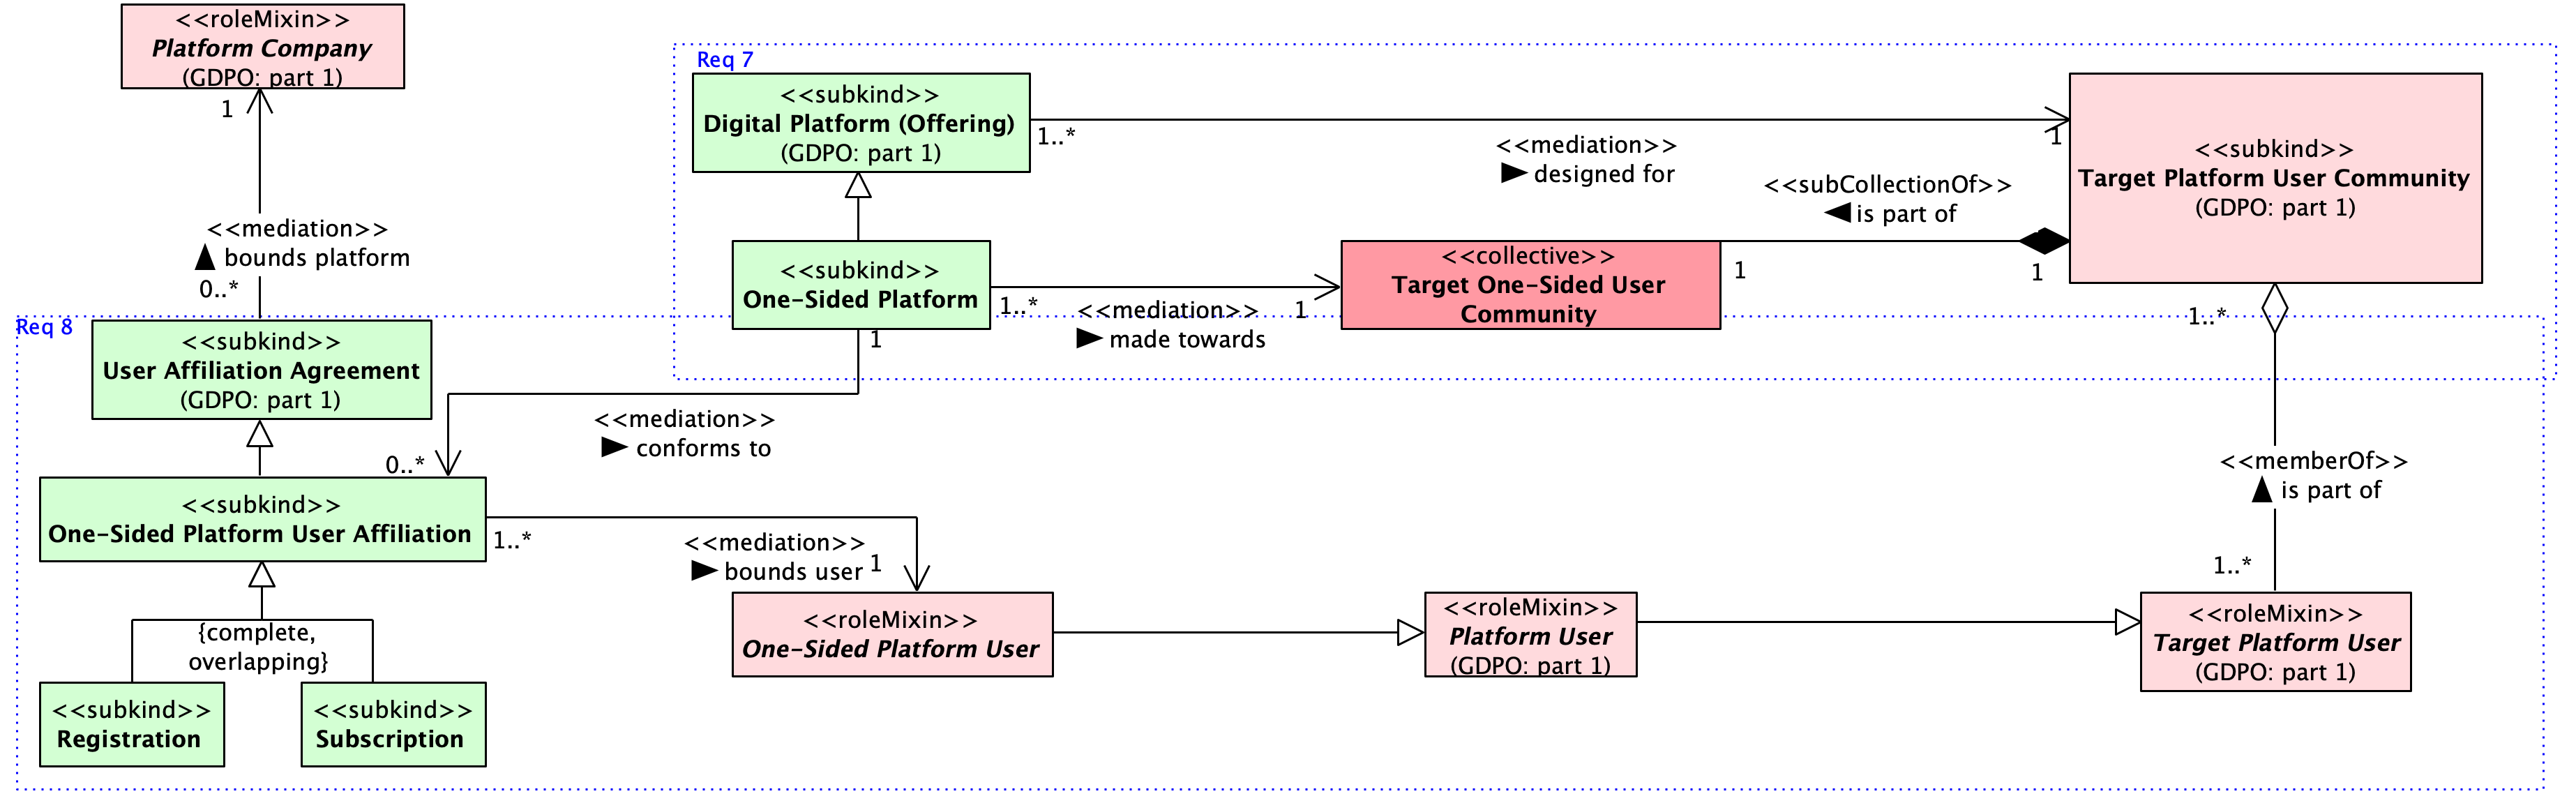 <<roleMixin>>
Platform Company
(GDPO: part 1)
1
<<mediation>>
▲ bounds platform
0..*
Req 7
<<subkind>>
Digital Platform (Offering)
(GDPO: part 1)
1..*
<<mediation>>
► designed for
1
<<subkind>>
Target Platform User Community
(GDPO: part 1)
<<subCollectionOf>>
◄ is part of
1
1
<<subkind>>
One-Sided Platform
1..*
<<mediation>>
► made towards
1
<<collective>>
Target One-Sided User
Community
Req 8
<<subkind>>
User Affiliation Agreement
(GDPO: part 1)
1
<<mediation>>
► conforms to
0..*
1..*
<<memberOf>>
▲ is part of
1..*
<<subkind>>
One-Sided Platform User Affiliation
1..*
<<mediation>>
► bounds user
1
{complete,
overlapping}
<<roleMixin>>
One-Sided Platform User
<<roleMixin>>
Platform User
(GDPO: part 1)
<<roleMixin>>
Target Platform User
(GDPO: part 1)
<<subkind>>
Registration
<<subkind>>
Subscription